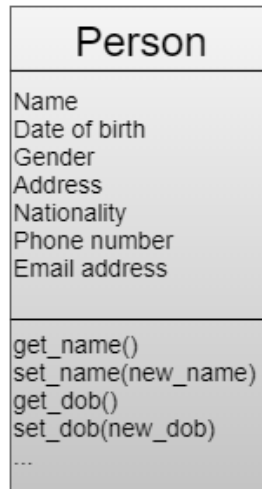 Person
Name
Date of birth
Gender
Address
Nationality
Phone number
Email address
get_name()
set_name(new_name)
get_dob()
set_dob(new_dob)
...